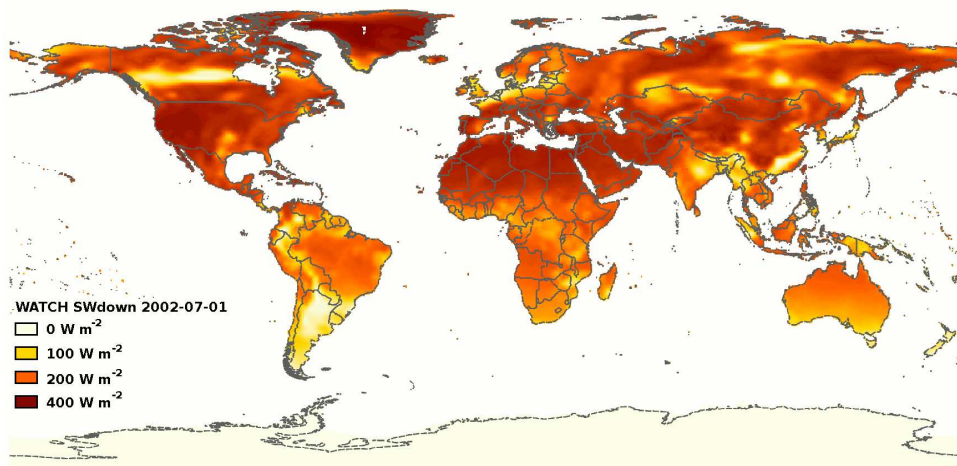 WATCH SWdown 2002-07-01
0 W m⁻²
100 W m⁻²
200 W m⁻²
400 W m⁻²